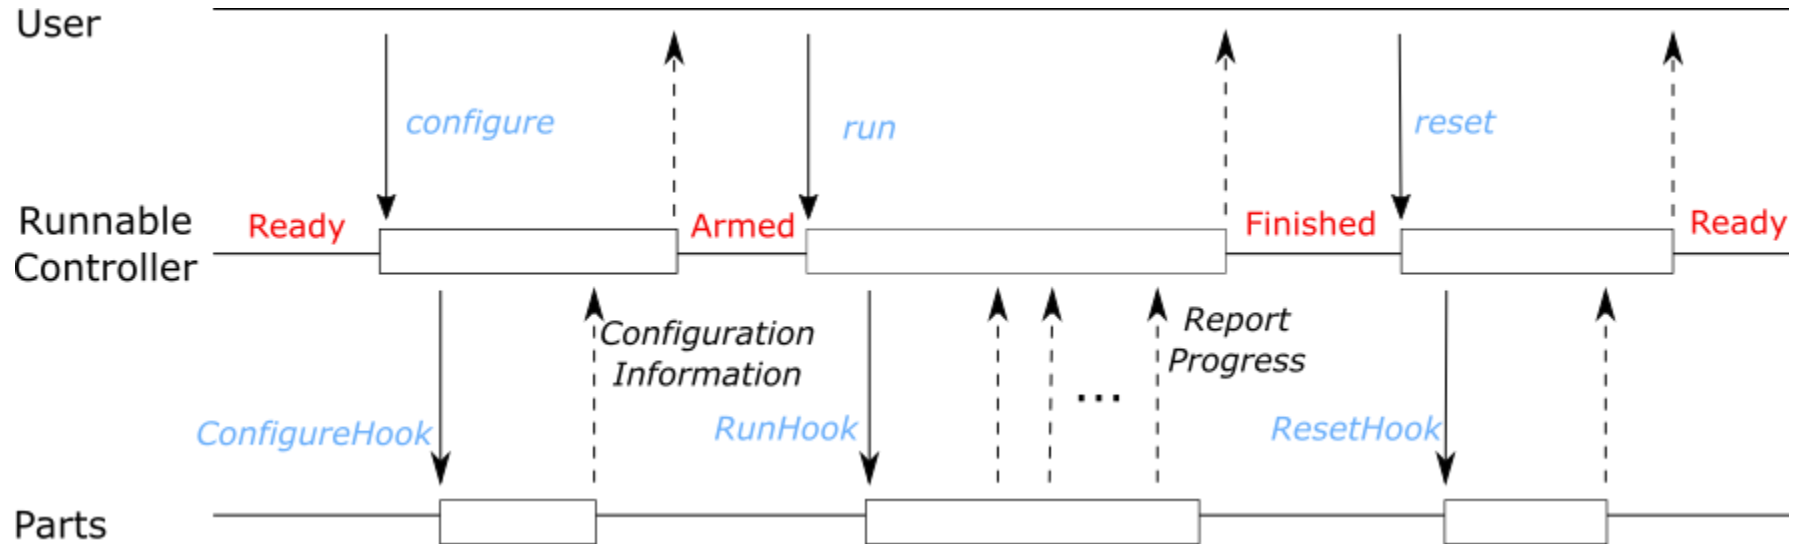 User
configure
run
reset
Runnable
Controller
Ready
Armed
Finished
Ready
Configuration
Information
Report
Progress
...
ConfigureHook
RunHook
ResetHook
Parts